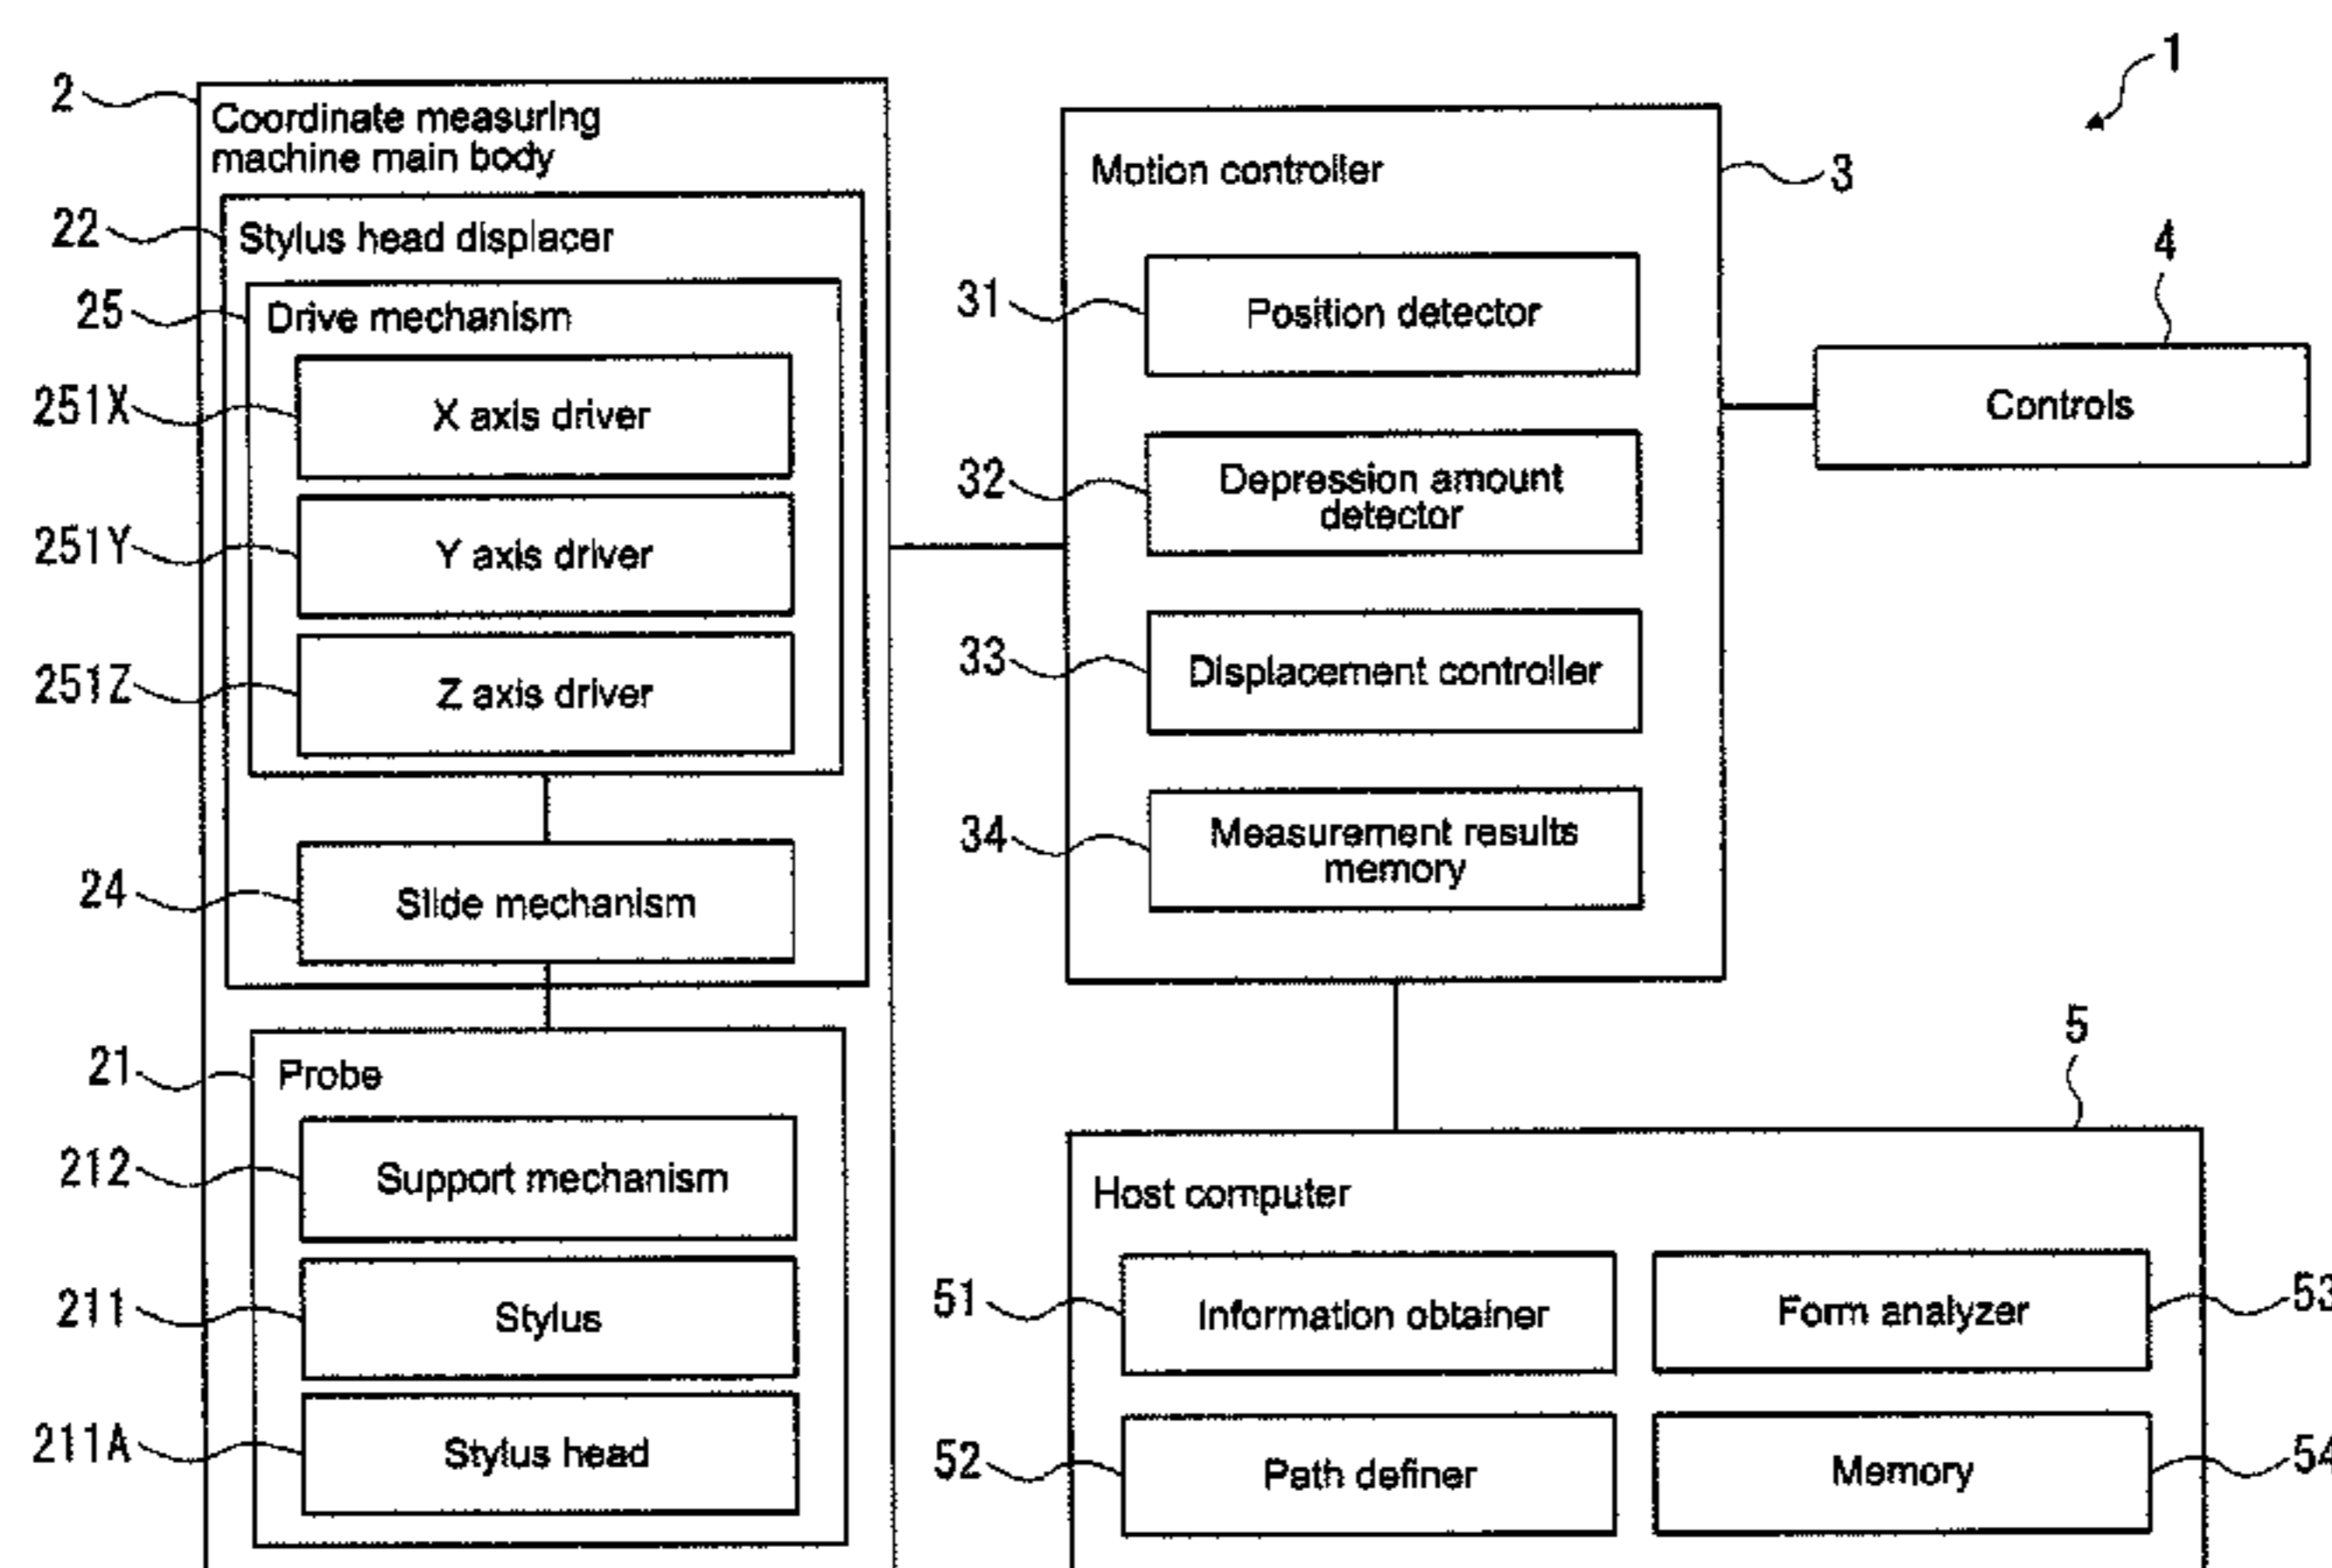 1
2
Coordinate measuring
machine main body
22
Stylus head displacer
25
Drive mechanism
251X
X axis driver
251Y
Y axis driver
251Z
Z axis driver
24
Slide mechanism
21
Probe
212
Support mechanism
211
Stylus
211A
Stylus head
Motion controller
3
31
Position detector
32
Depression amount
detector
33
Displacement controller
34
Measurement results
memory
4
Controls
5
Host computer
51
Information obtainer
Form analyzer
53
52
Path definer
Memory
54